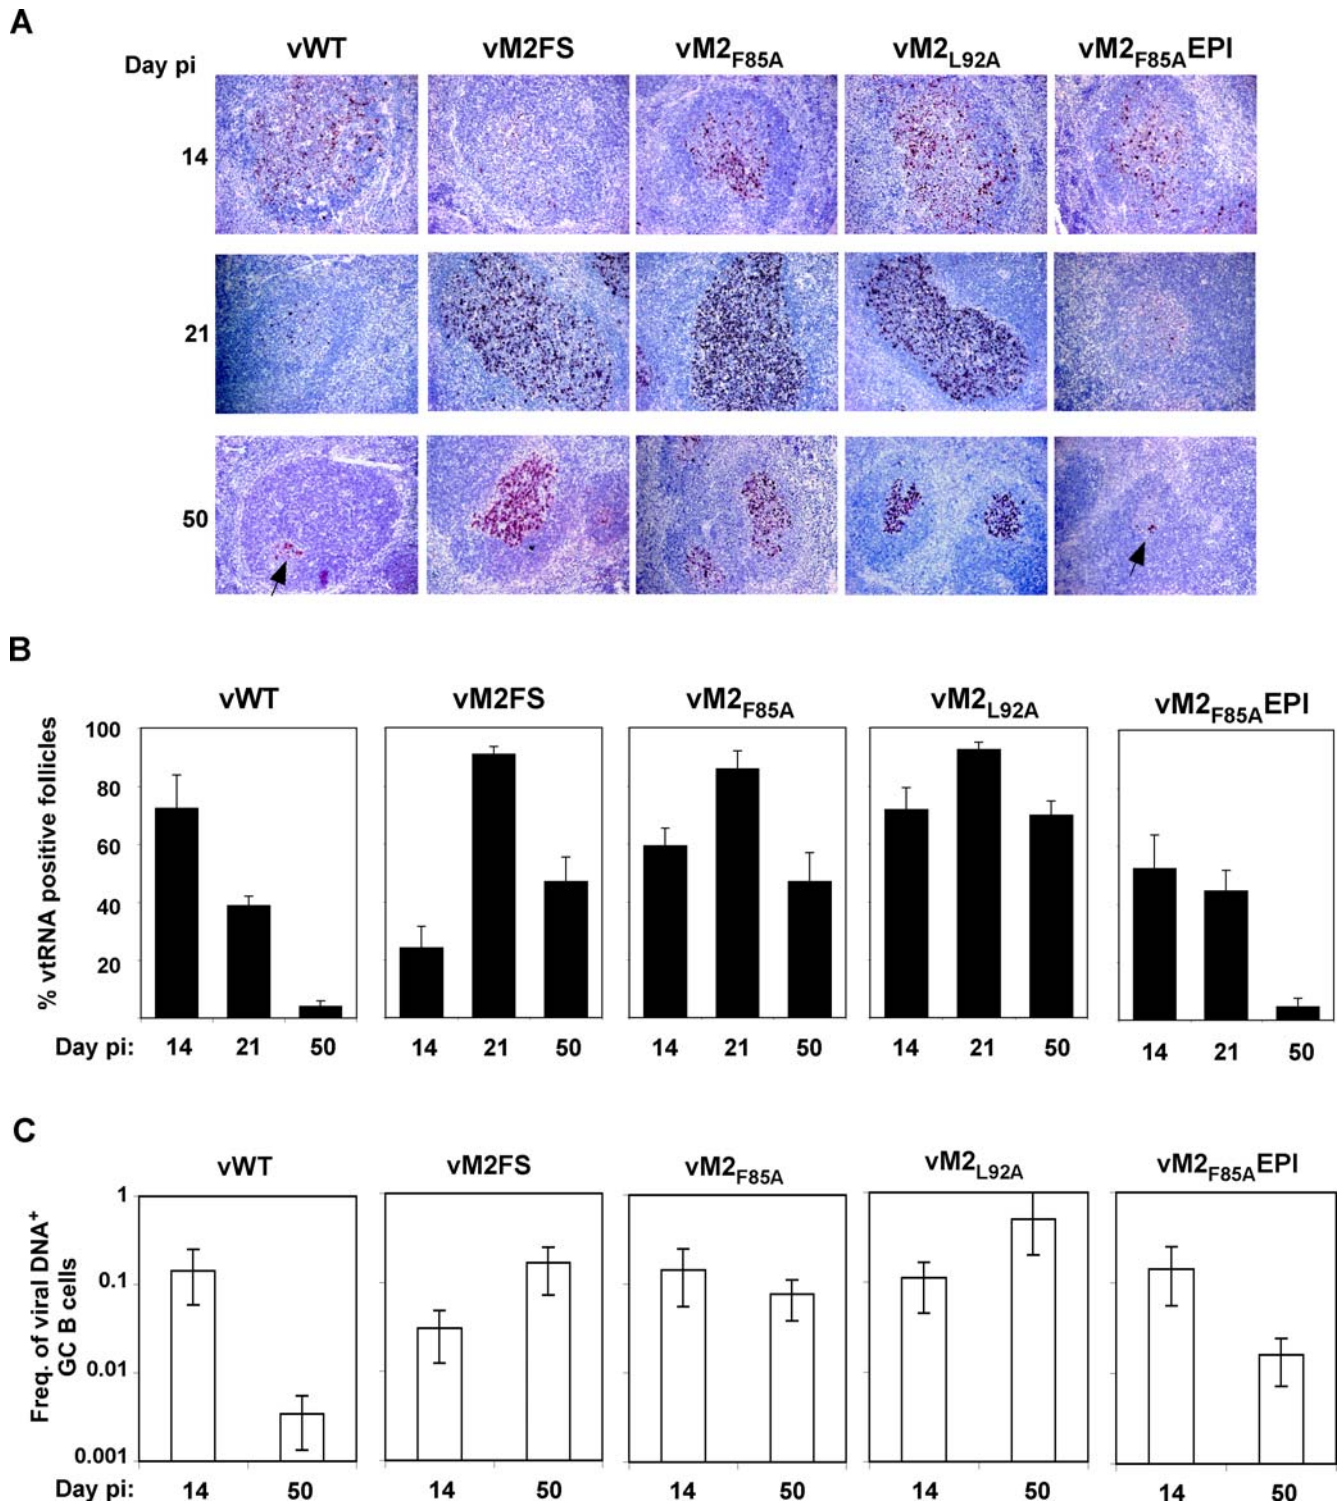 A
Day pi
vWT vM2FS vM2F85A vM2L92A vM2F85AEPI
14
21
50
B
vWT vM2FS vM2F85A vM2L92A vM2F85AEPI
% vtRNA positive follicles
100
80
60
40
20
Day pi: 14 21 50 14 21 50 14 21 50 14 21 50 14 21 50
C
vWT vM2FS vM2F85A vM2L92A vM2F85AEPI
Freq. of viral DNA+
GC B cells
1
0.1
0.01
0.001
Day pi: 14 50 14 50 14 50 14 50 14 50